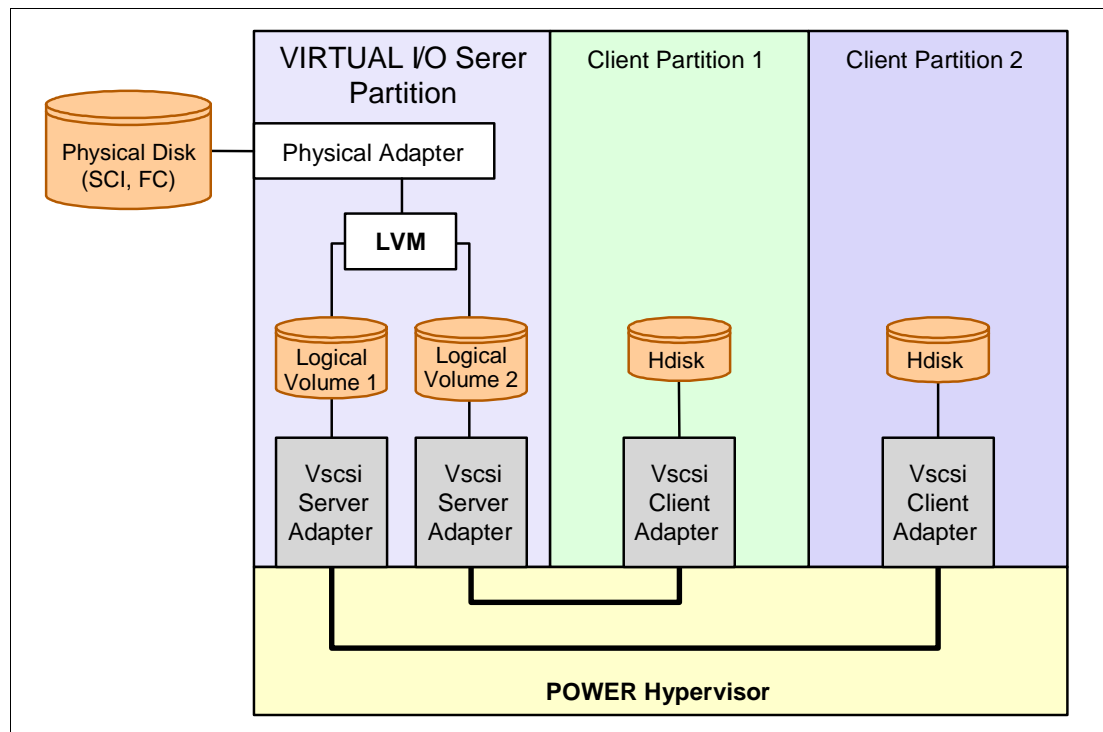 VIRTUAL I/O Serer
Partition
Client Partition 1
Client Partition 2
Physical Disk
(SCI, FC)
Physical Adapter
LVM
Logical
Volume 1
Logical
Volume 2
Hdisk
Hdisk
Vscsi
Server
Adapter
Vscsi
Server
Adapter
Vscsi
Client
Adapter
Vscsi
Client
Adapter
POWER Hypervisor